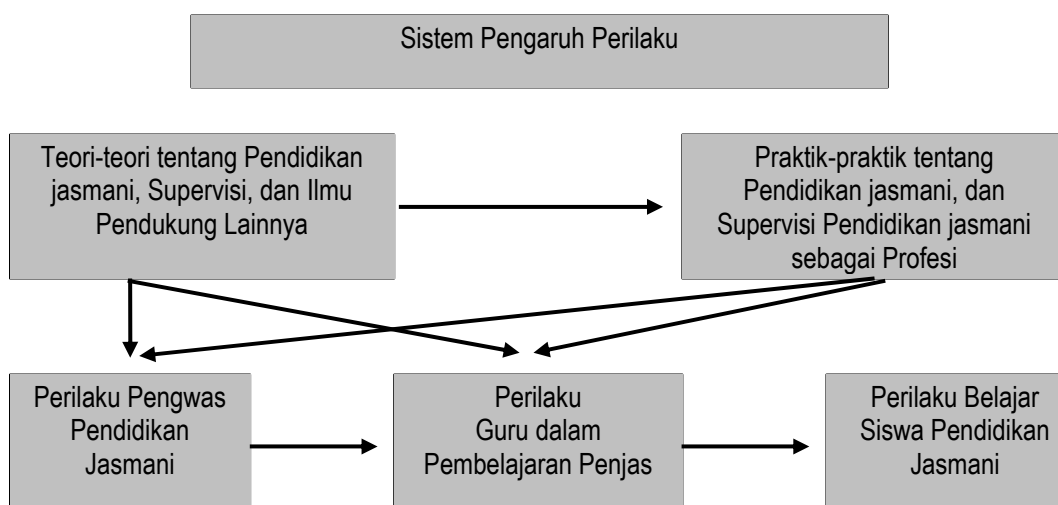 Sistem Pengaruh Perilaku
Teori-teori tentang Pendidikan
jasmani, Supervisi, dan Ilmu
Pendukung Lainnya
Praktik-praktik tentang
Pendidikan jasmani, dan
Supervisi Pendidikan jasmani
sebagai Profesi
Perilaku Pengwas
Pendidikan
Jasmani
Perilaku
Guru dalam
Pembelajaran Penjas
Perilaku Belajar
Siswa Pendidikan
Jasmani